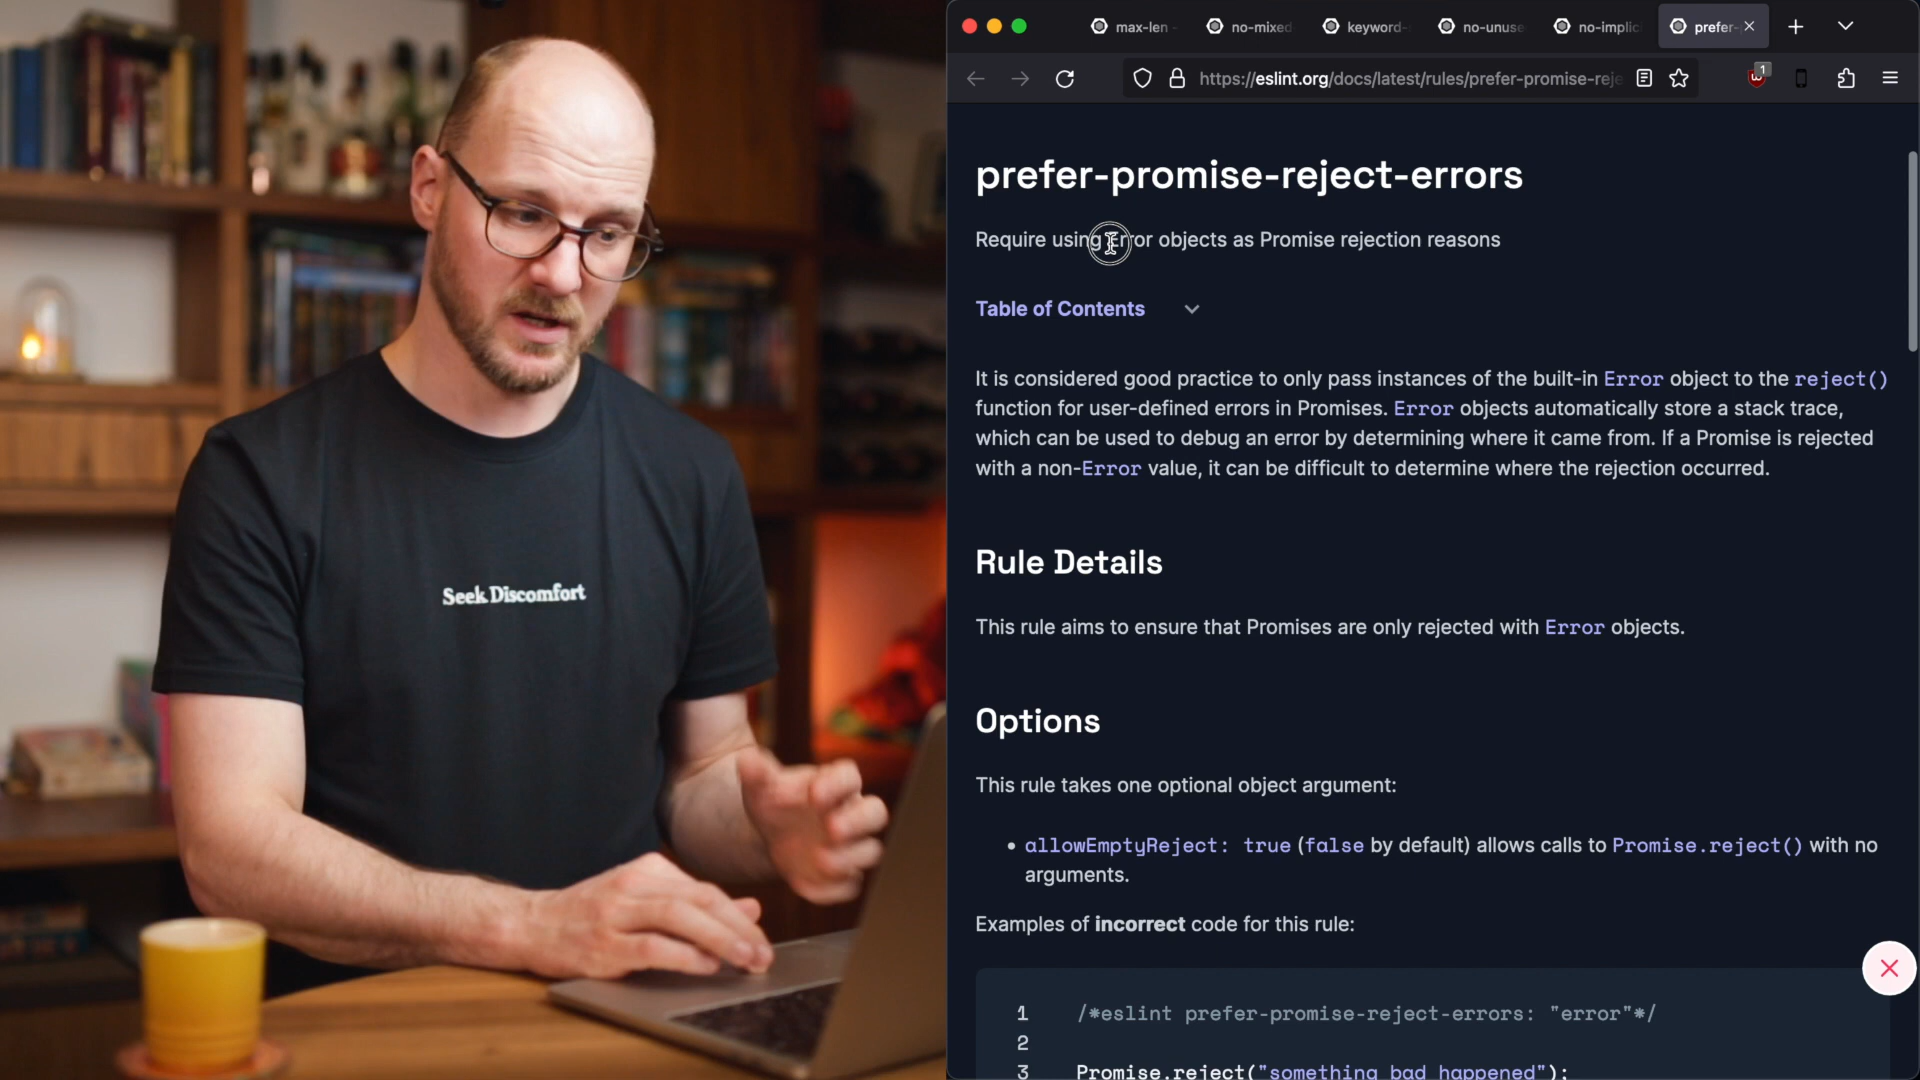 max-len -
no-mixed
keyword-
no-unuse
no-implic
prefer-
https://eslint.org/docs/latest/rules/prefer-promise-reje
1
prefer-promise-reject-errors
Require using Error objects as Promise rejection reasons
Table of Contents
It is considered good practice to only pass instances of the built-in Error object to the reject()
function for user-defined errors in Promises. Error objects automatically store a stack trace,
which can be used to debug an error by determining where it came from. If a Promise is rejected
with a non-Error value, it can be difficult to determine where the rejection occurred.
Rule Details
This rule aims to ensure that Promises are only rejected with Error objects.
Options
This rule takes one optional object argument:
• allowEmptyReject: true (false by default) allows calls to Promise.reject() with no
arguments.
Examples of incorrect code for this rule:
1 /*eslint prefer-promise-reject-errors: "error"*/
2
3 Promise.reject("something bad happened");
Seek Discomfort